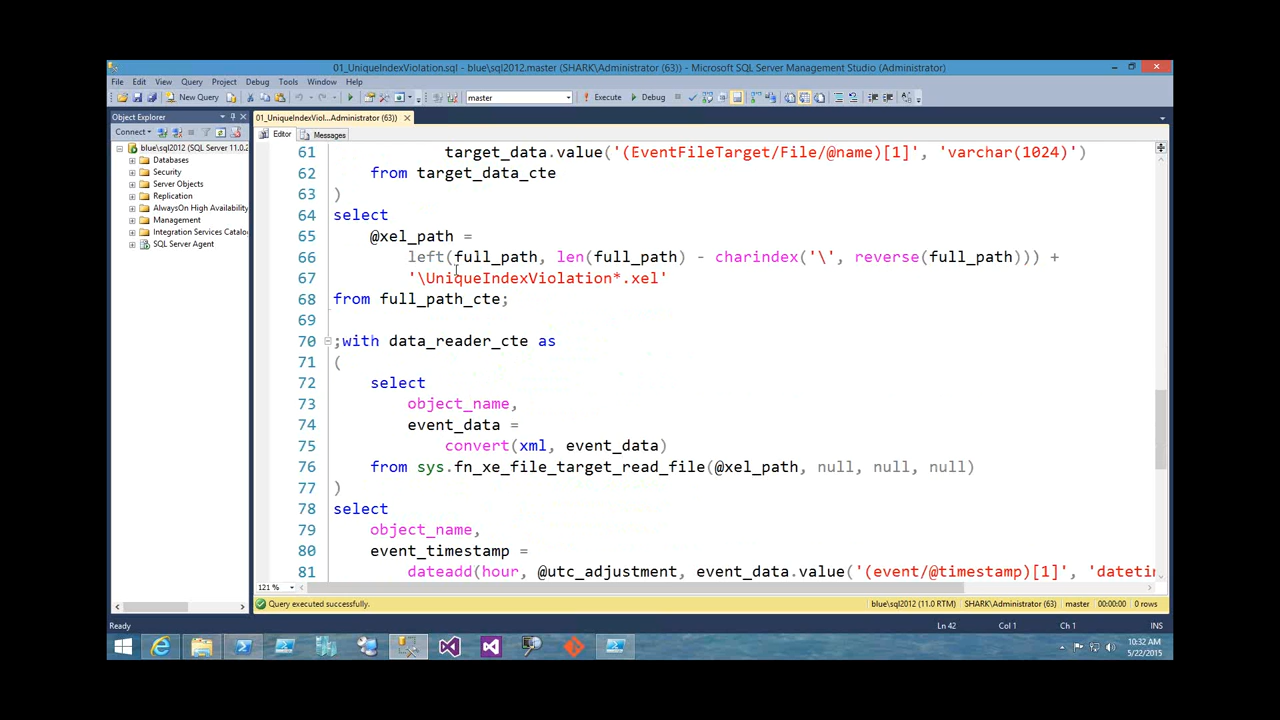 01_UniqueIndexViolation.sql - blue\sql2012.master (SHARK\Administrator (63)) - Microsoft SQL Server Management Studio (Administrator)
File Edit View Query Project Debug Tools Window Help
New Query master Execute Debug
Object Explorer
01_UniqueIndexViol...Administrator (63))
Connect
Editor Messages
blue\sql2012 (SQL Server 11.0.2
Databases
Security
Server Objects
Replication
AlwaysOn High Availability
Management
Integration Services Catalo
SQL Server Agent
61 target_data.value('(EventFileTarget/File/@name)[1]', 'varchar(1024)')
62 from target_data_cte
63 )
64 select
65 @xel_path =
66 left(full_path, len(full_path) - charindex('\', reverse(full_path))) +
67 '\UniqueIndexViolation*.xel'
68 from full_path_cte;
69
70 ;with data_reader_cte as
71 (
72 select
73 object_name,
74 event_data =
75 convert(xml, event_data)
76 from sys.fn_xe_file_target_read_file(@xel_path, null, null, null)
77 )
78 select
79 object_name,
80 event_timestamp =
81 dateadd(hour, @utc_adjustment, event_data.value('(event/@timestamp)[1]', 'datetim
121 %
Query executed successfully. blue\sql2012 (11.0 RTM) SHARK\Administrator (63) master 00:00:00 0 rows
Ready Ln 42 Col 1 Ch 1 INS
10:32 AM
5/22/2015